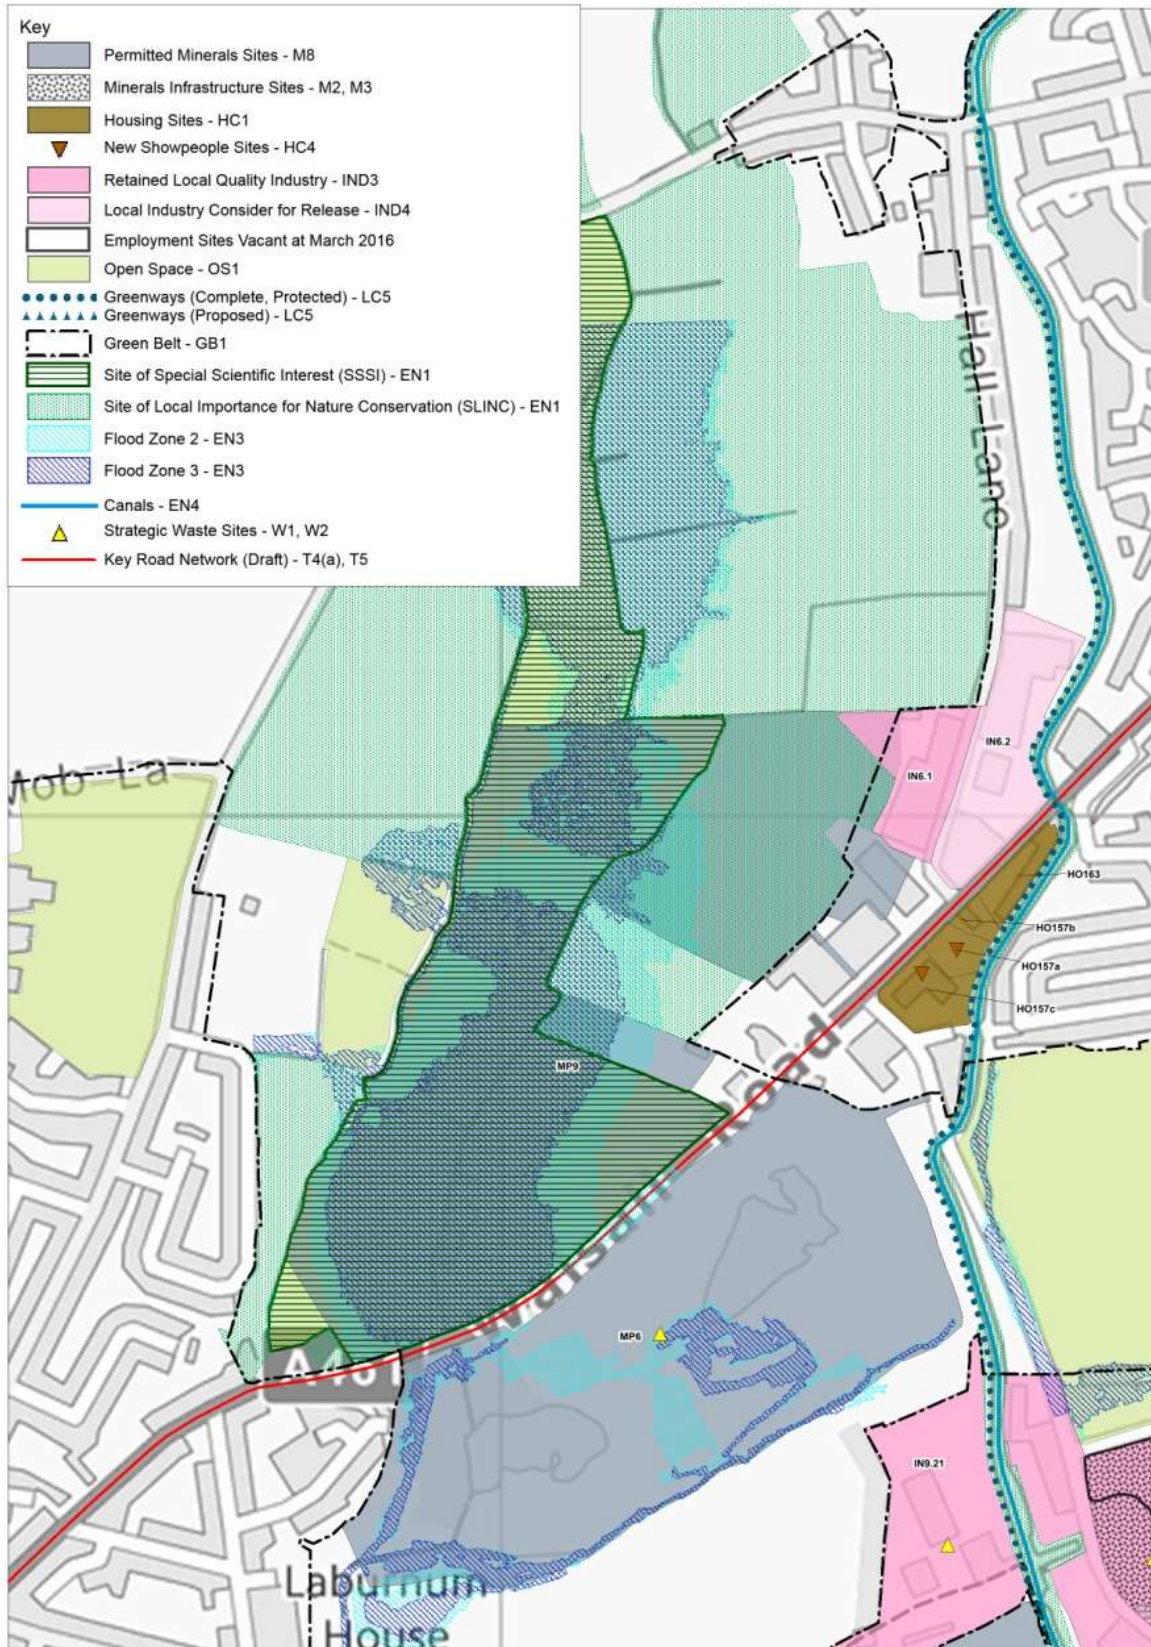 Key
Permitted Minerals Sites - M8
Minerals Infrastructure Sites - M2, M3
Housing Sites - HC1
New Showpeople Sites - HC4
Retained Local Quality Industry - IND3
Local Industry Consider for Release - IND4
Employment Sites Vacant at March 2016
Open Space - OS1
Greenways (Complete, Protected) - LC5
Greenways (Proposed) - LC5
Green Belt - GB1
Site of Special Scientific Interest (SSSI) - EN1
Site of Local Importance for Nature Conservation (SLINC) - EN1
Flood Zone 2 - EN3
Flood Zone 3 - EN3
Canals - EN4
Strategic Waste Sites - W1, W2
Key Road Network (Draft) - T4(a), T5
Hall-Lane
IN6.2
Mob-La
IN6.1
HO163
HO157b
HO157a
HO157c
MP9
Walsall Road
MP6
A461
IN9.21
Laburnum
House